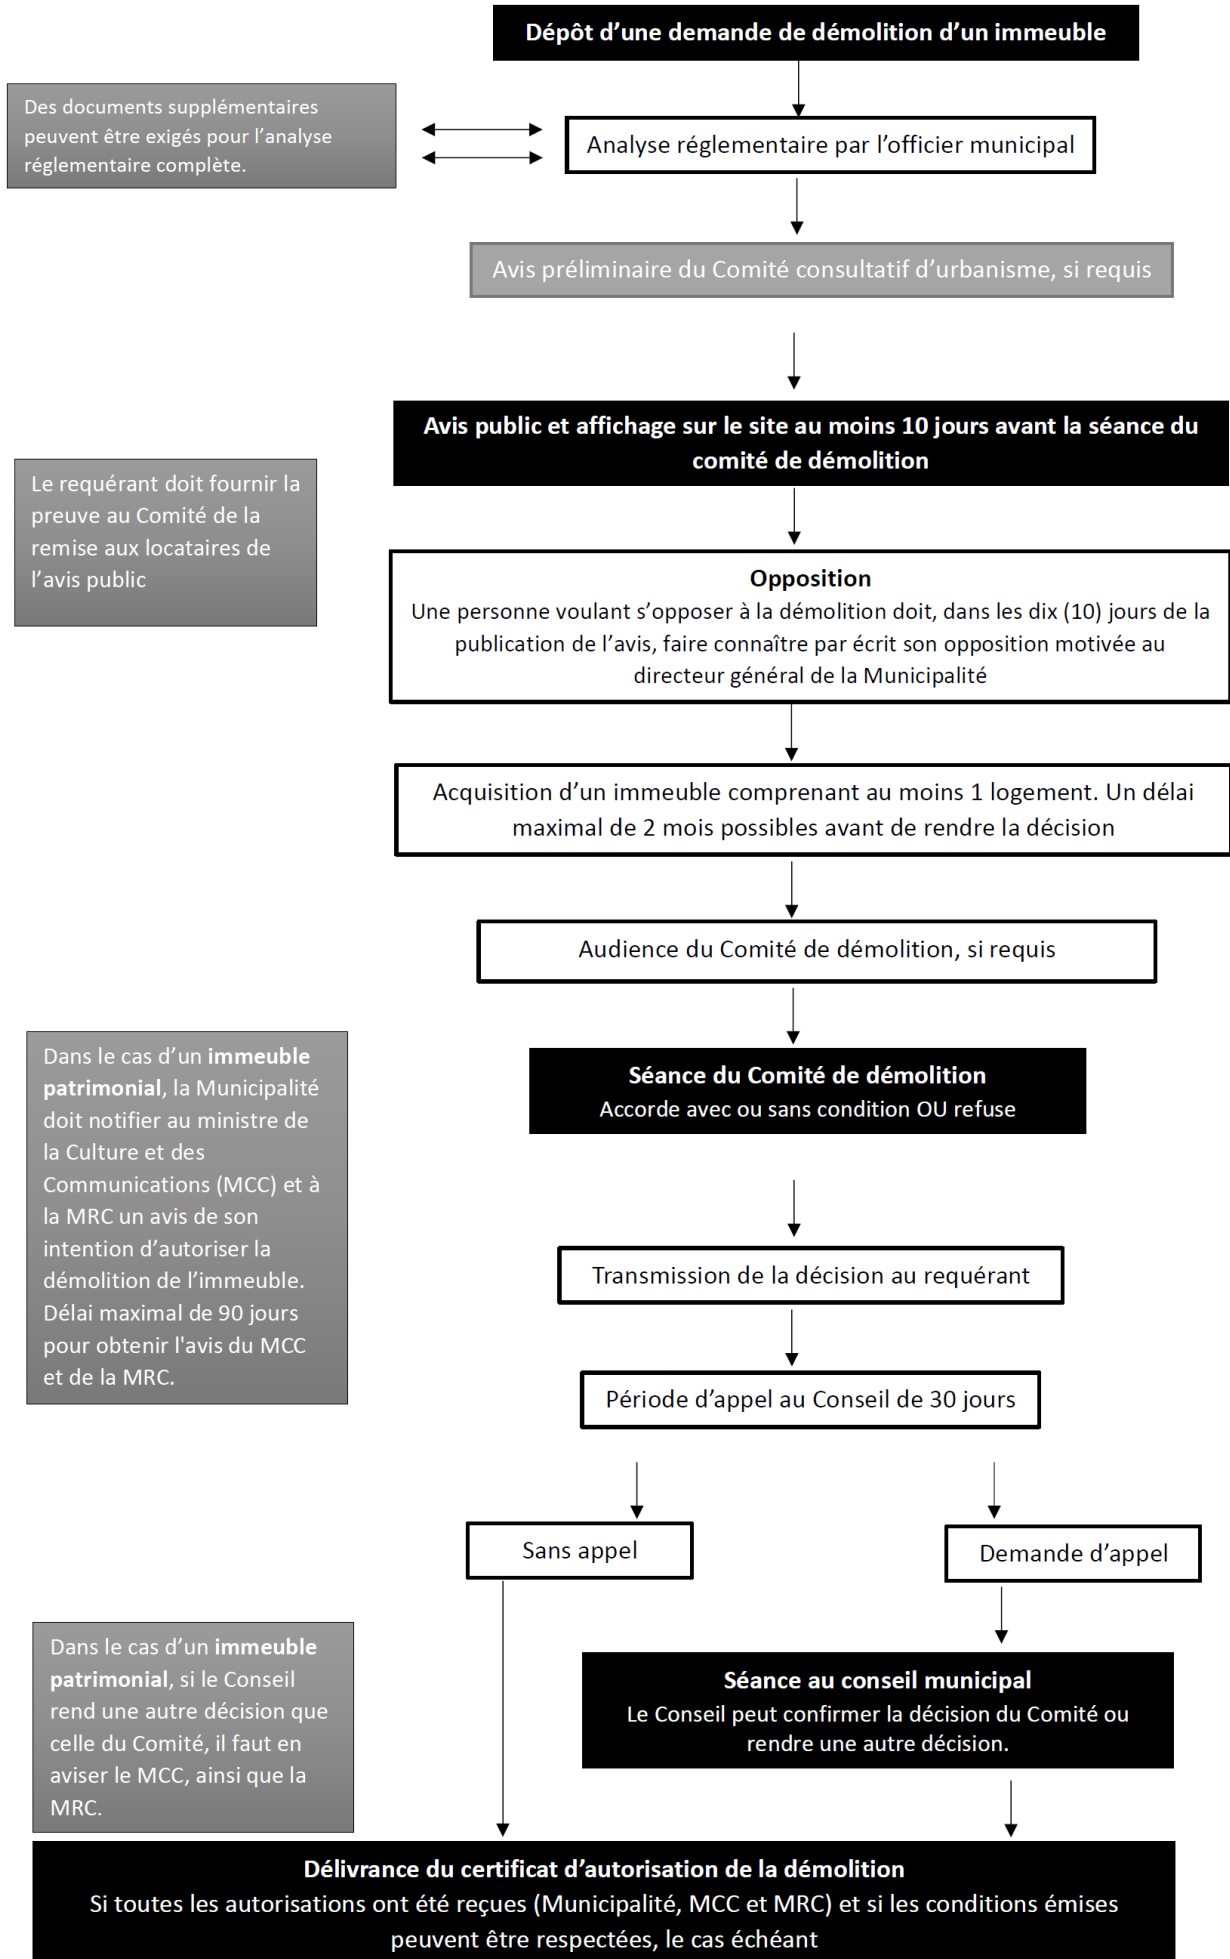 Dépôt d’une demande de démolition d’un immeuble
Des documents supplémentaires
peuvent être exigés pour l’analyse
réglementaire complète.
Analyse réglementaire par l’officier municipal
Avis préliminaire du Comité consultatif d’urbanisme, si requis
Avis public et affichage sur le site au moins 10 jours avant la séance du
comité de démolition
Le requérant doit fournir la
preuve au Comité de la
remise aux locataires de
l’avis public
Opposition
Une personne voulant s’opposer à la démolition doit, dans les dix (10) jours de la
publication de l’avis, faire connaître par écrit son opposition motivée au
directeur général de la Municipalité
Acquisition d’un immeuble comprenant au moins 1 logement. Un délai
maximal de 2 mois possibles avant de rendre la décision
Audience du Comité de démolition, si requis
Dans le cas d’un immeuble
patrimonial, la Municipalité
doit notifier au ministre de
la Culture et des
Communications (MCC) et à
la MRC un avis de son
intention d’autoriser la
démolition de l’immeuble.
Délai maximal de 90 jours
pour obtenir l'avis du MCC
et de la MRC.
Séance du Comité de démolition
Accorde avec ou sans condition OU refuse
Transmission de la décision au requérant
Période d’appel au Conseil de 30 jours
Sans appel
Demande d’appel
Dans le cas d’un immeuble
patrimonial, si le Conseil
rend une autre décision que
celle du Comité, il faut en
aviser le MCC, ainsi que la
MRC.
Séance au conseil municipal
Le Conseil peut confirmer la décision du Comité ou
rendre une autre décision.
Délivrance du certificat d’autorisation de la démolition
Si toutes les autorisations ont été reçues (Municipalité, MCC et MRC) et si les conditions émises
peuvent être respectées, le cas échéant